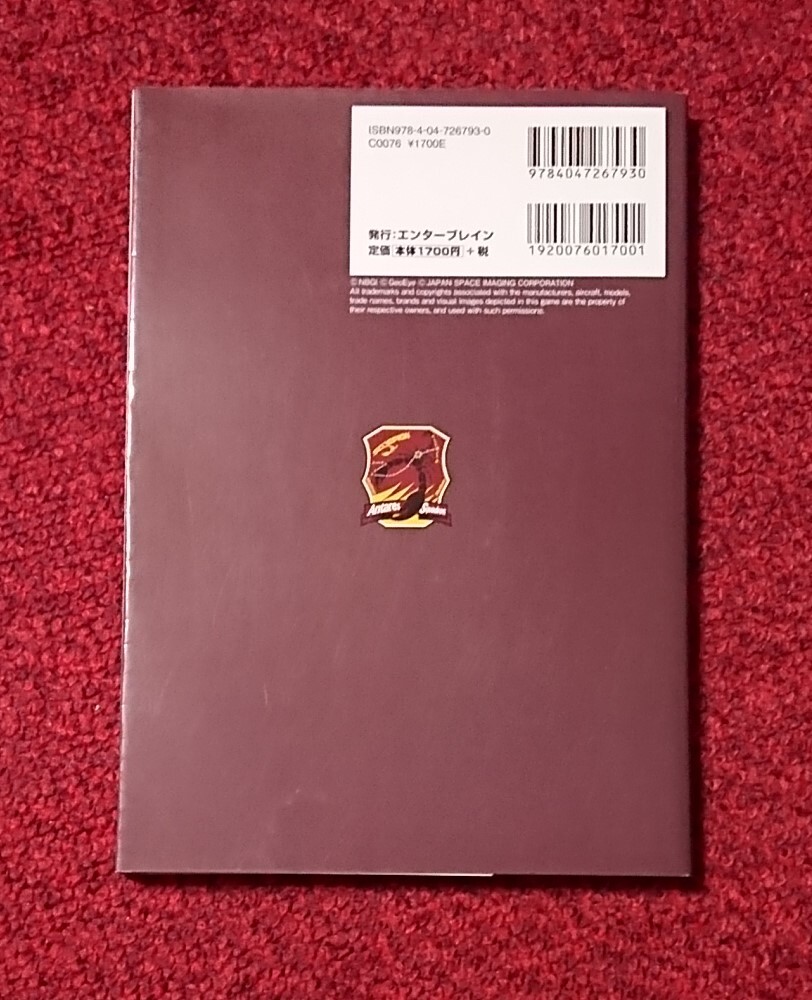 ISBN978-4-04-726793-0
C0076 ¥1700E
9784047267930
発行:エンターブレイン
定価 本体1700円 + 税
1920076017001
© NBGI © GeoEye © JAPAN SPACE IMAGING CORPORATION
All trademarks and copyrights associated with the manufacturers, aircraft, models,
trade names, brands and visual images depicted in this game are the property of
their respective owners, and used with such permissions.
Antares